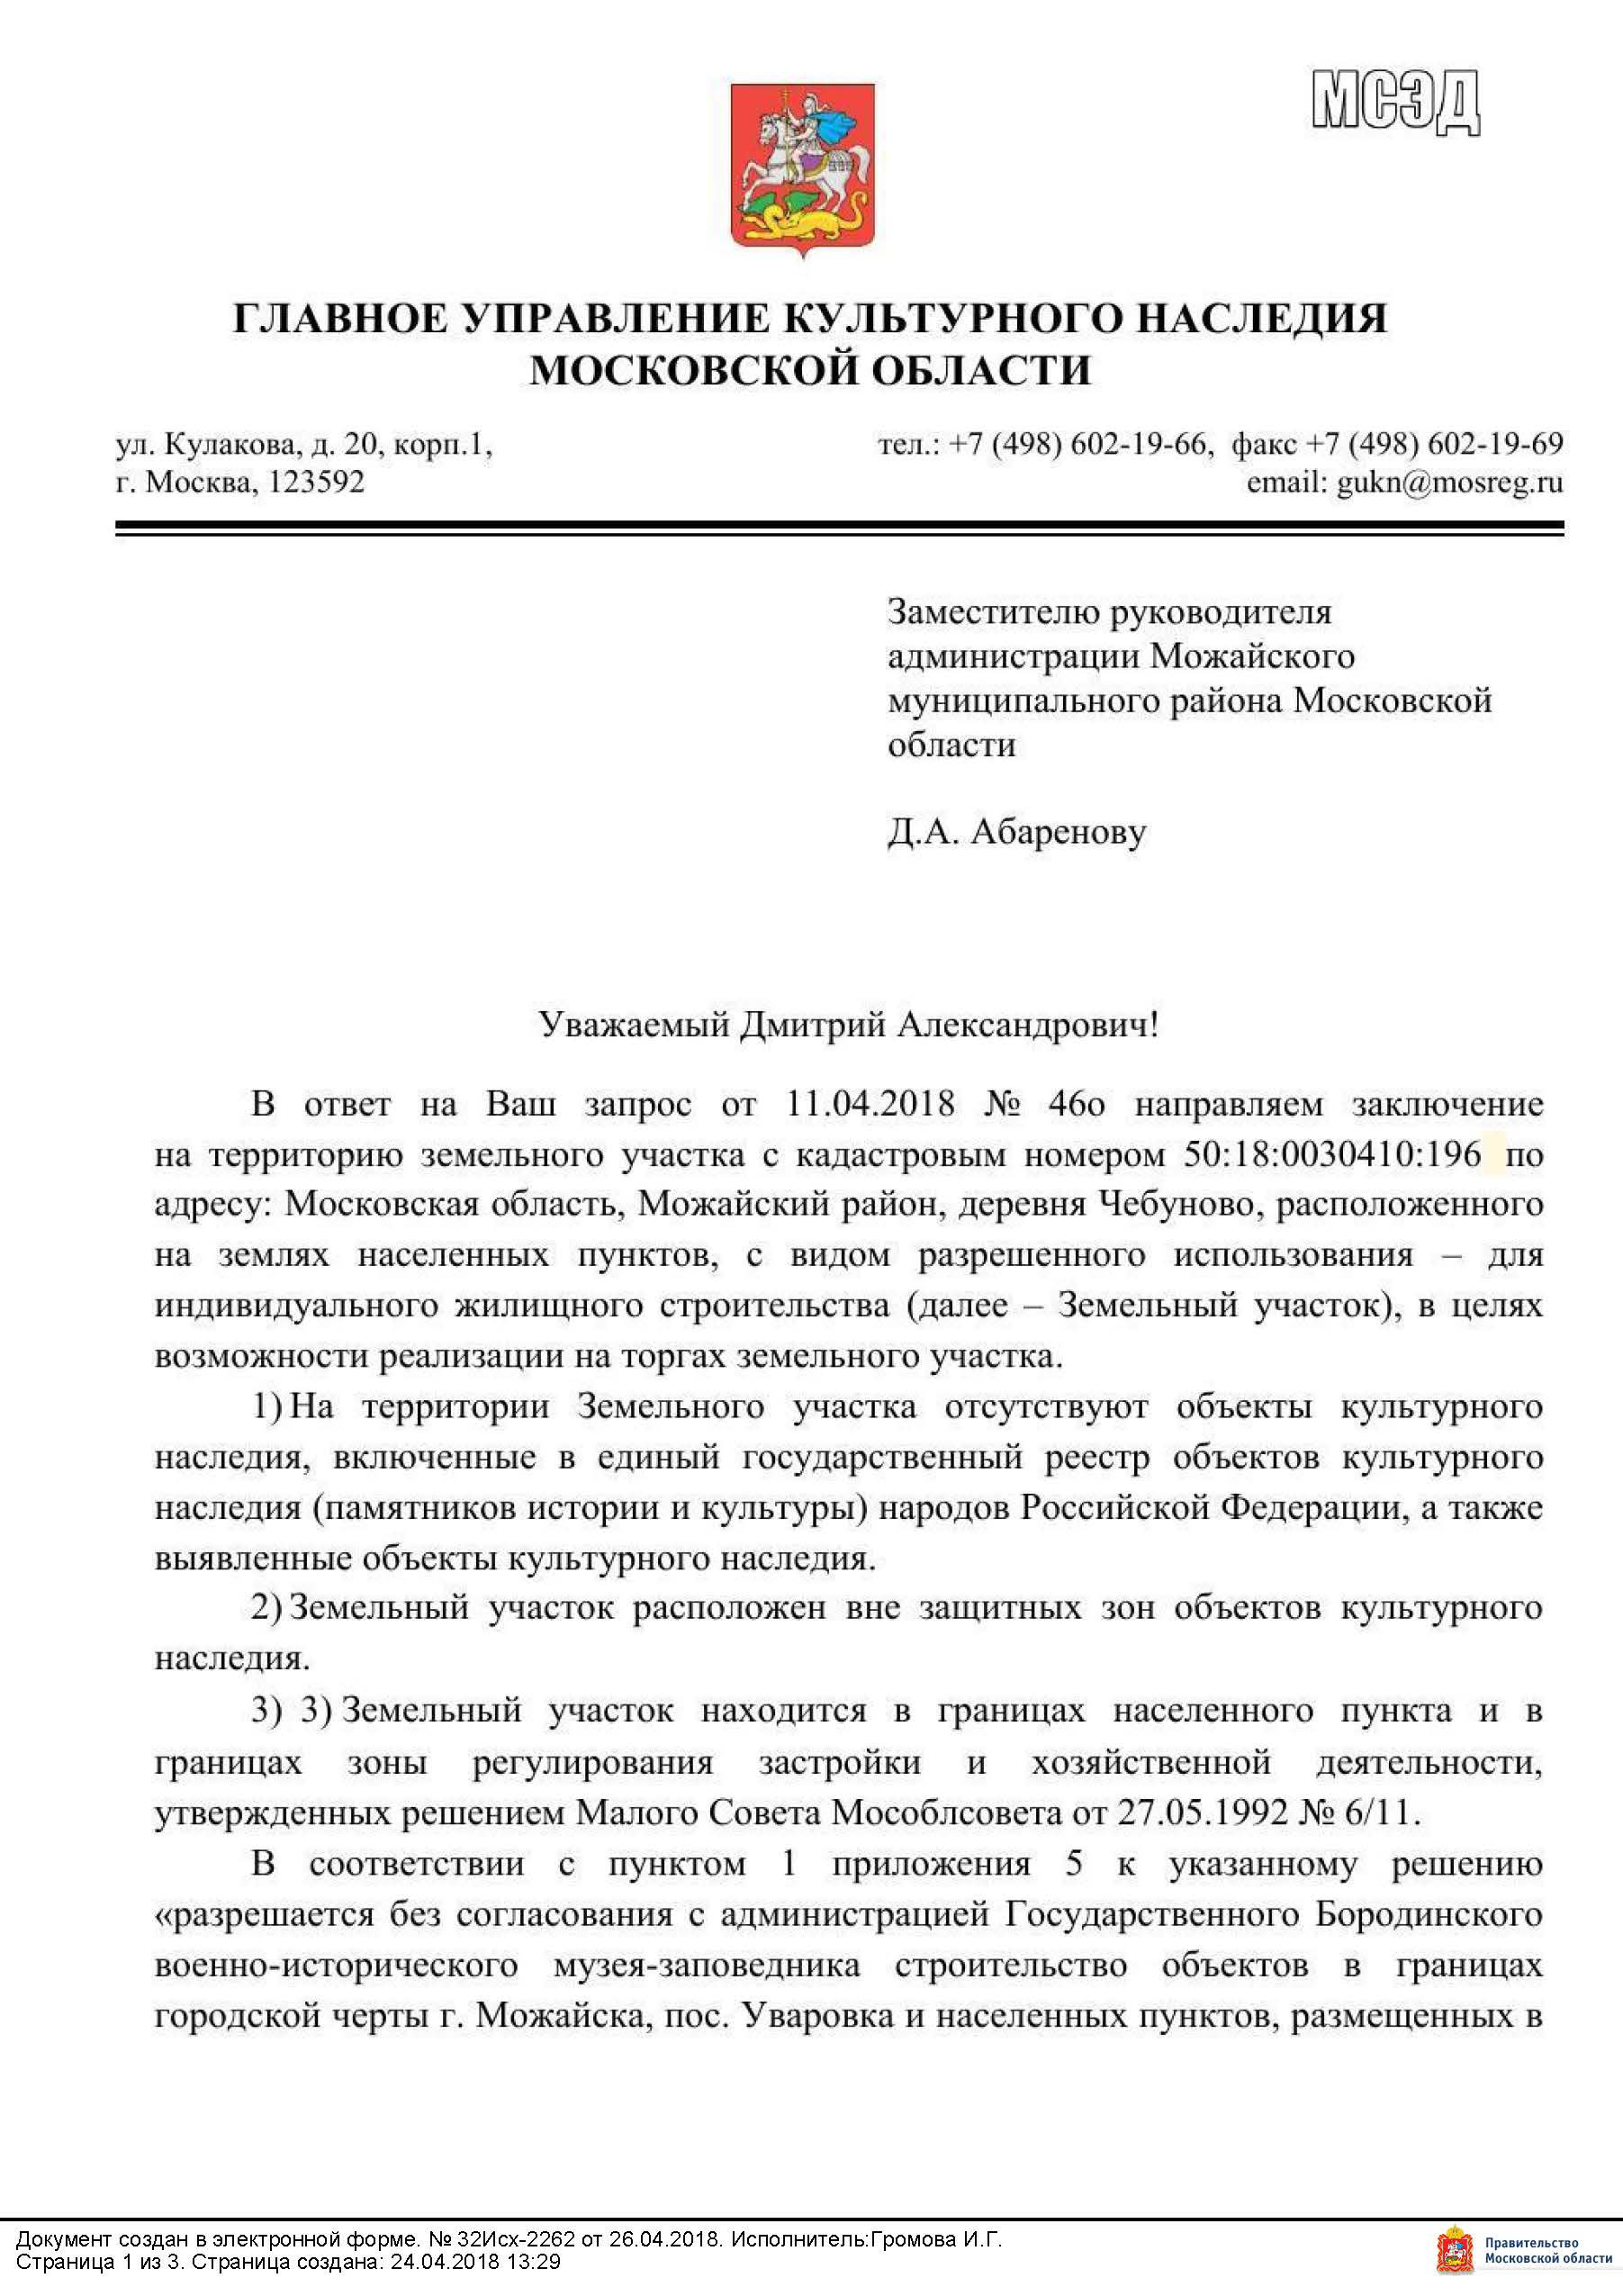 МСЭД
ГЛАВНОЕ УПРАВЛЕНИЕ КУЛЬТУРНОГО НАСЛЕДИЯ
МОСКОВСКОЙ ОБЛАСТИ
ул. Кулакова, д. 20, корп.1,
г. Москва, 123592
тел.: +7 (498) 602-19-66, факс +7 (498) 602-19-69
email: gukn@mosreg.ru
Заместителю руководителя
администрации Можайского
муниципального района Московской
области
Д.А. Абаренову
Уважаемый Дмитрий Александрович!
В ответ на Ваш запрос от 11.04.2018 № 46о направляем заключение
на территорию земельного участка с кадастровым номером 50:18:0030410:196 по
адресу: Московская область, Можайский район, деревня Чебуново, расположенного
на землях населенных пунктов, с видом разрешенного использования – для
индивидуального жилищного строительства (далее – Земельный участок), в целях
возможности реализации на торгах земельного участка.
1) На территории Земельного участка отсутствуют объекты культурного
наследия, включенные в единый государственный реестр объектов культурного
наследия (памятников истории и культуры) народов Российской Федерации, а также
выявленные объекты культурного наследия.
2) Земельный участок расположен вне защитных зон объектов культурного
наследия.
3) 3) Земельный участок находится в границах населенного пункта и в
границах зоны регулирования застройки и хозяйственной деятельности,
утвержденных решением Малого Совета Мособлсовета от 27.05.1992 № 6/11.
В соответствии с пунктом 1 приложения 5 к указанному решению
«разрешается без согласования с администрацией Государственного Бородинского
военно-исторического музея-заповедника строительство объектов в границах
городской черты г. Можайска, пос. Уваровка и населенных пунктов, размещенных в
Документ создан в электронной форме. № 32Исх-2262 от 26.04.2018. Исполнитель:Громова И.Г.
Страница 1 из 3. Страница создана: 24.04.2018 13:29
Правительство
Московской области